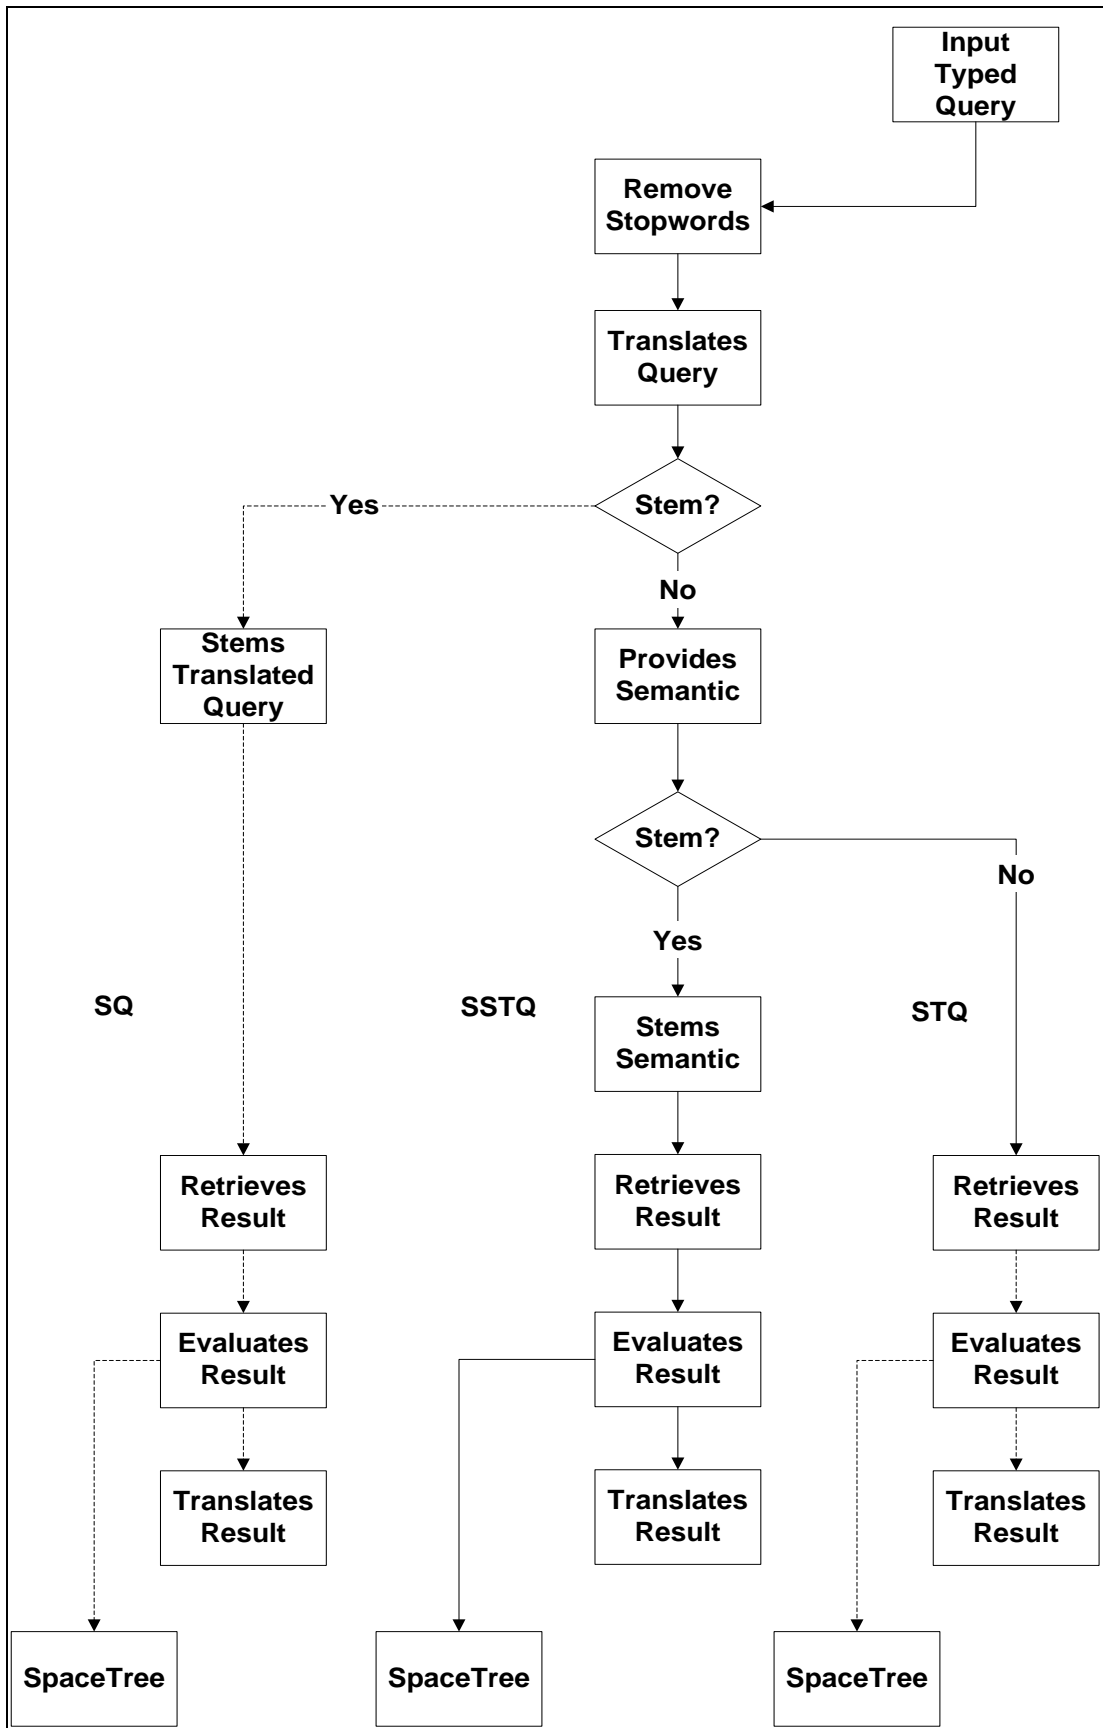 Input
Typed
Query
Remove
Stopwords
Translates
Query
Stem?
Yes
No
Stems
Translated
Query
Provides
Semantic
Stem?
No
Yes
SQ
SSTQ
STQ
Stems
Semantic
Retrieves
Result
Retrieves
Result
Retrieves
Result
Evaluates
Result
Evaluates
Result
Evaluates
Result
Translates
Result
Translates
Result
Translates
Result
SpaceTree
SpaceTree
SpaceTree